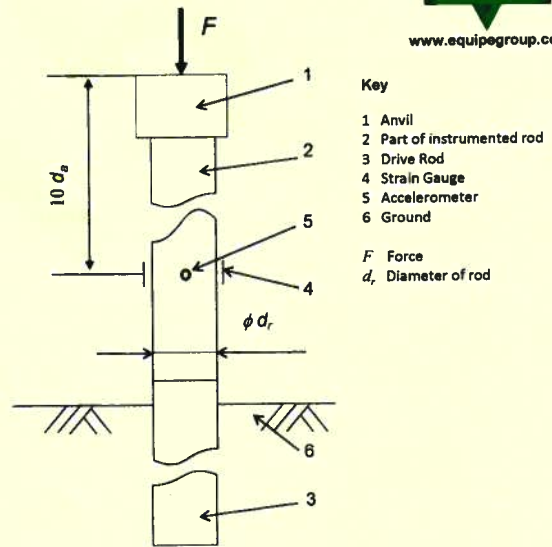 www.equipegroup.co
F
1
2
10 dₐ
5
4
ϕ dᵣ
6
3
Key
1 Anvil
2 Part of instrumented rod
3 Drive Rod
4 Strain Gauge
5 Accelerometer
6 Ground
F Force
dᵣ Diameter of rod